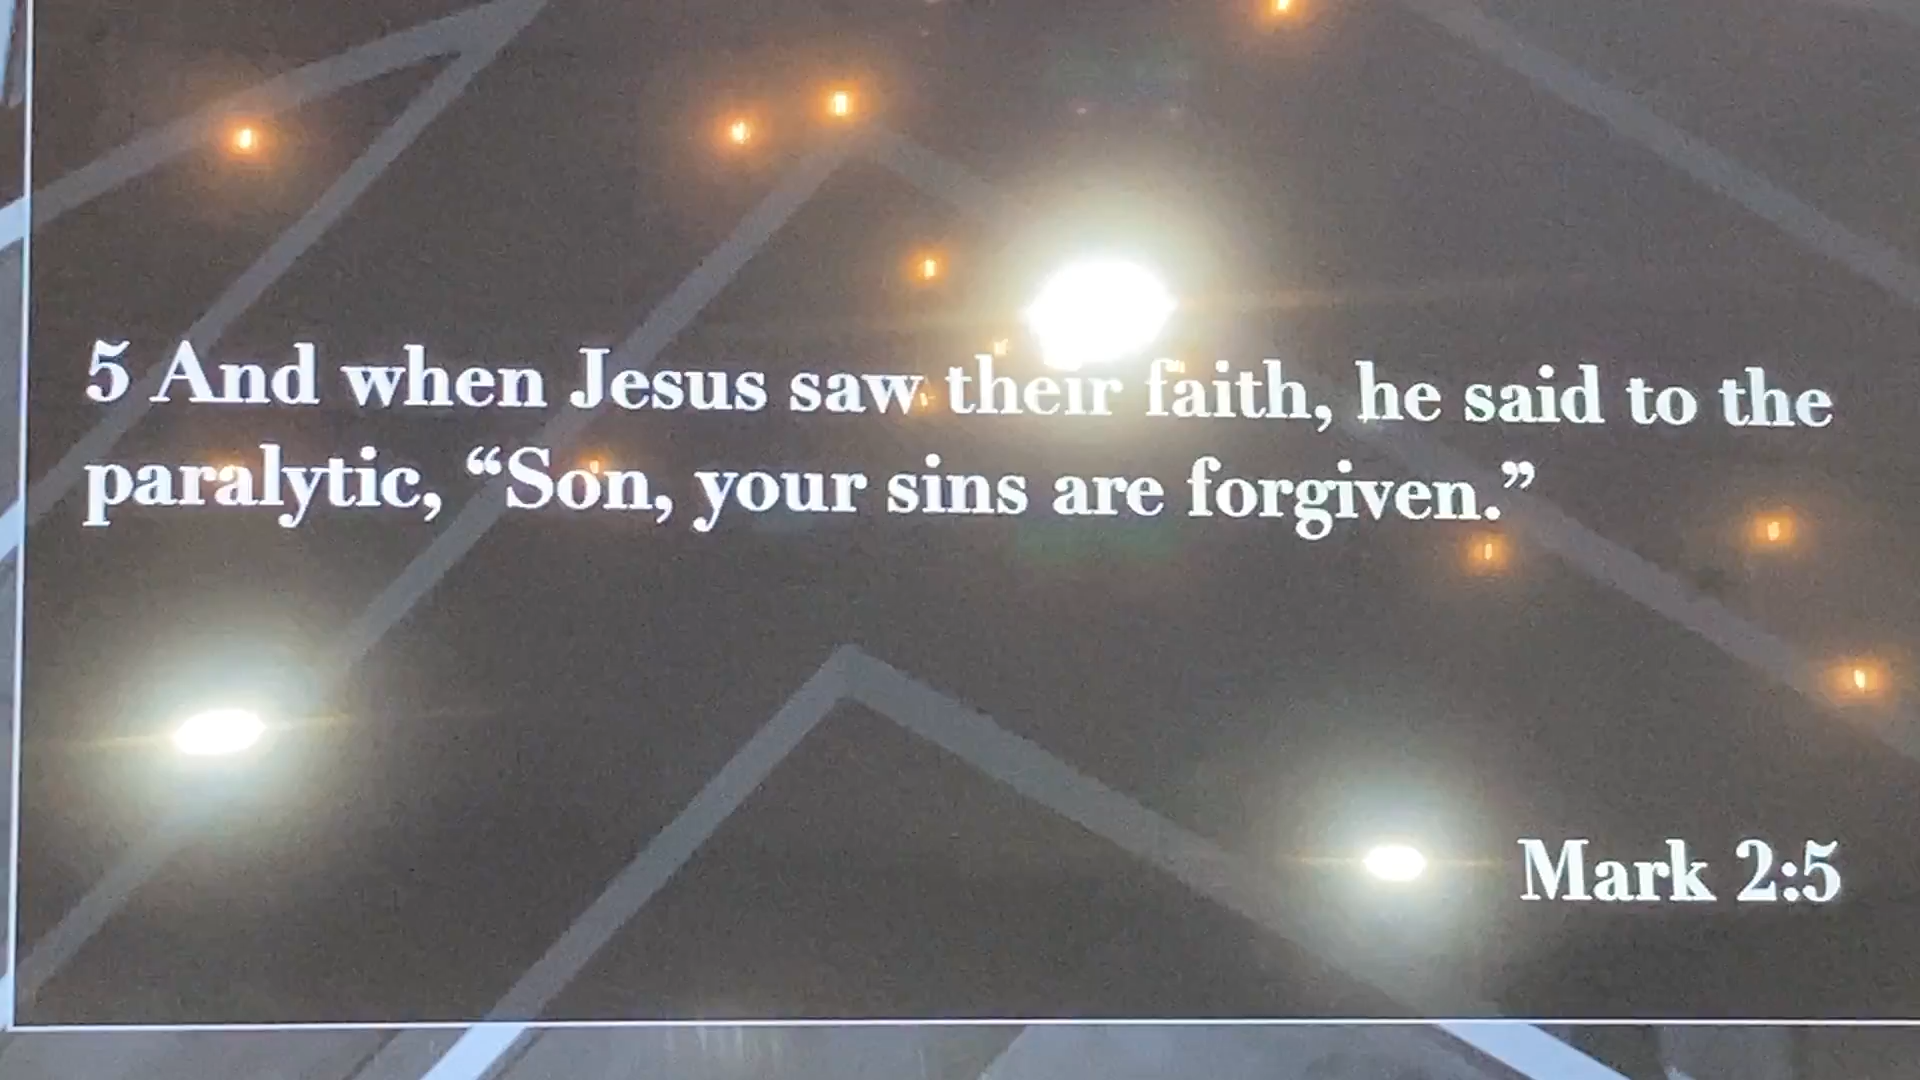 5 And when Jesus saw their faith, he said to the
paralytic, “Son, your sins are forgiven.”
Mark 2:5